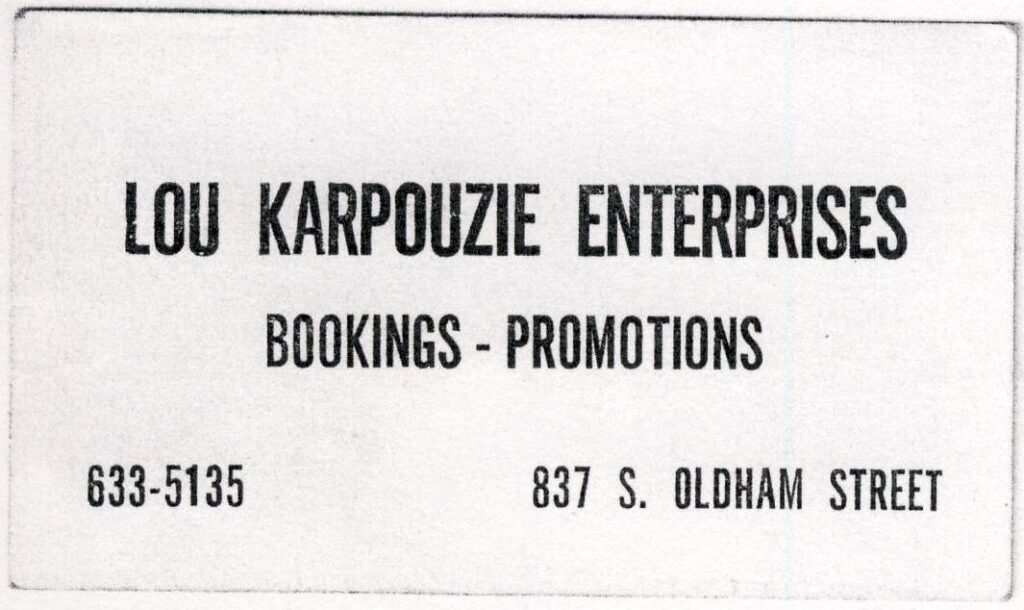 LOU KARPOUZIE ENTERPRISES
BOOKINGS - PROMOTIONS
633-5135 837 S. OLDHAM STREET